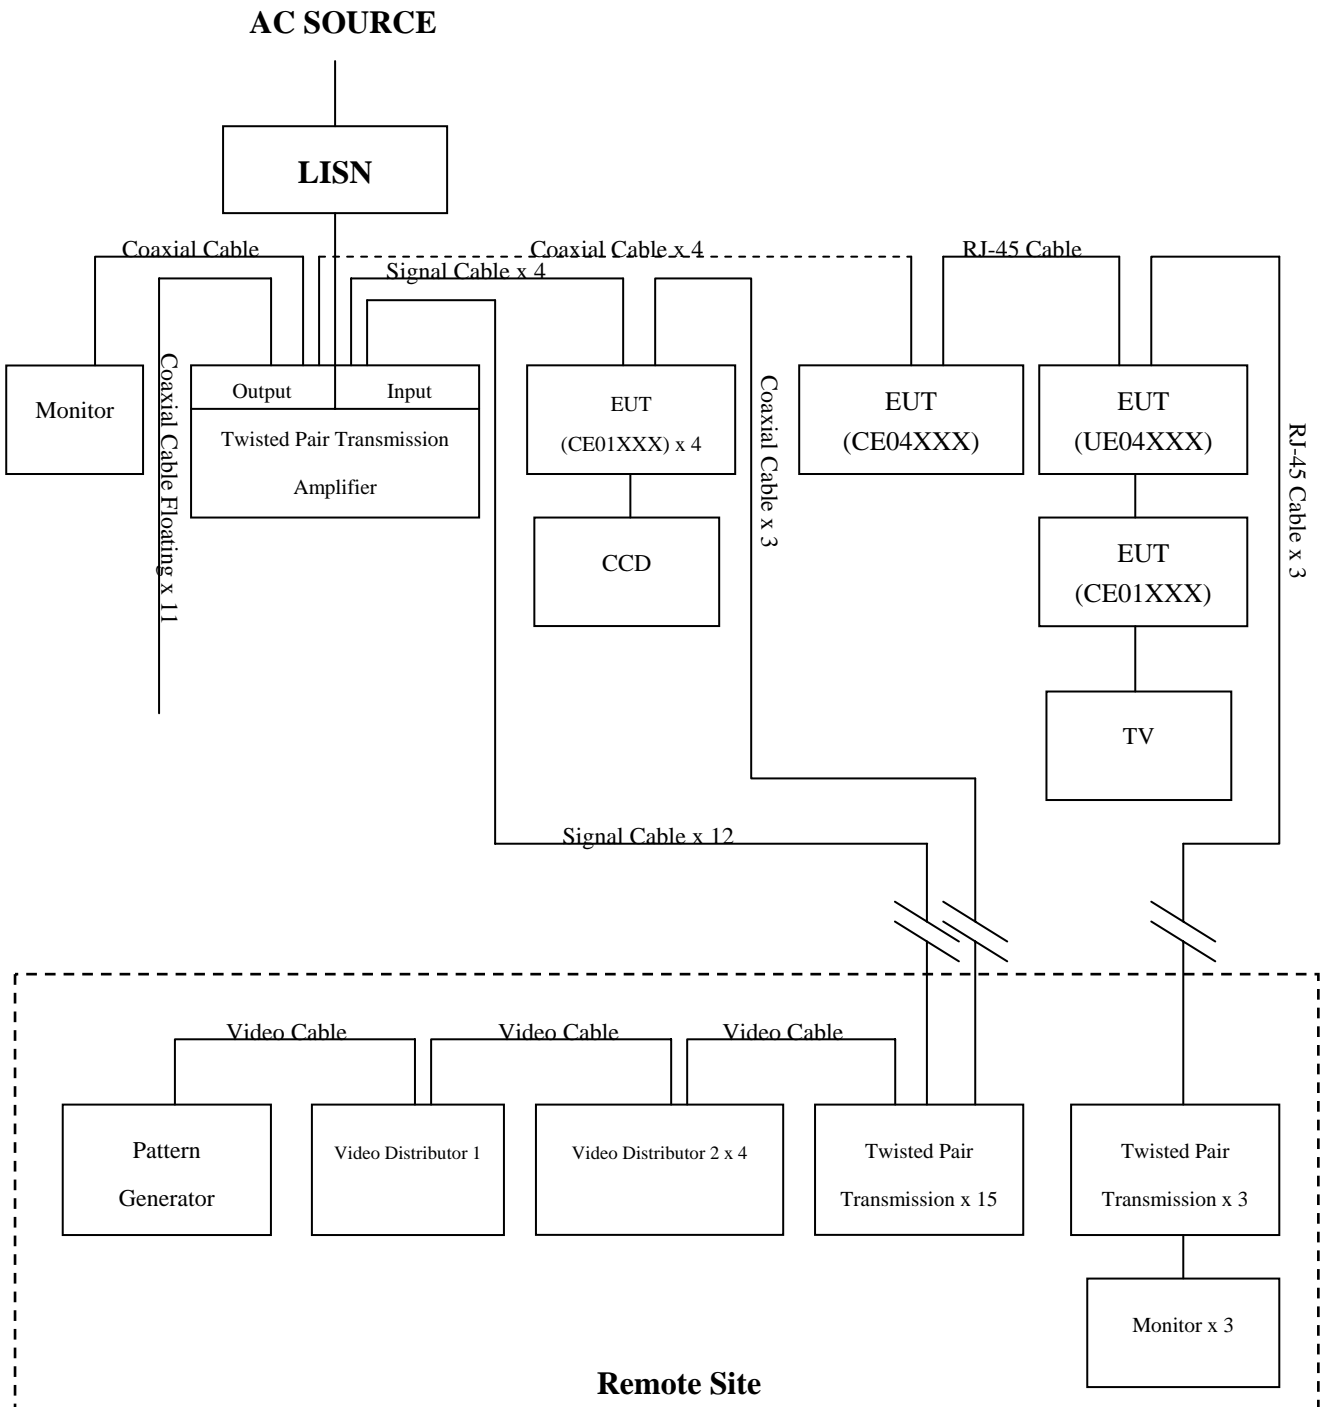 AC SOURCE
LISN
Coaxial Cable
Coaxial Cable x 4
RJ-45 Cable
Signal Cable x 4
Monitor
Coaxial Cable Floating x 11
Output
Input
Twisted Pair Transmission
Amplifier
EUT
(CE01XXX) x 4
Coaxial Cable x 3
EUT
(CE04XXX)
EUT
(UE04XXX)
RJ-45 Cable x 3
CCD
EUT
(CE01XXX)
TV
Signal Cable x 12
Video Cable
Video Cable
Video Cable
Pattern
Generator
Video Distributor 1
Video Distributor 2 x 4
Twisted Pair
Transmission x 15
Twisted Pair
Transmission x 3
Monitor x 3
Remote Site